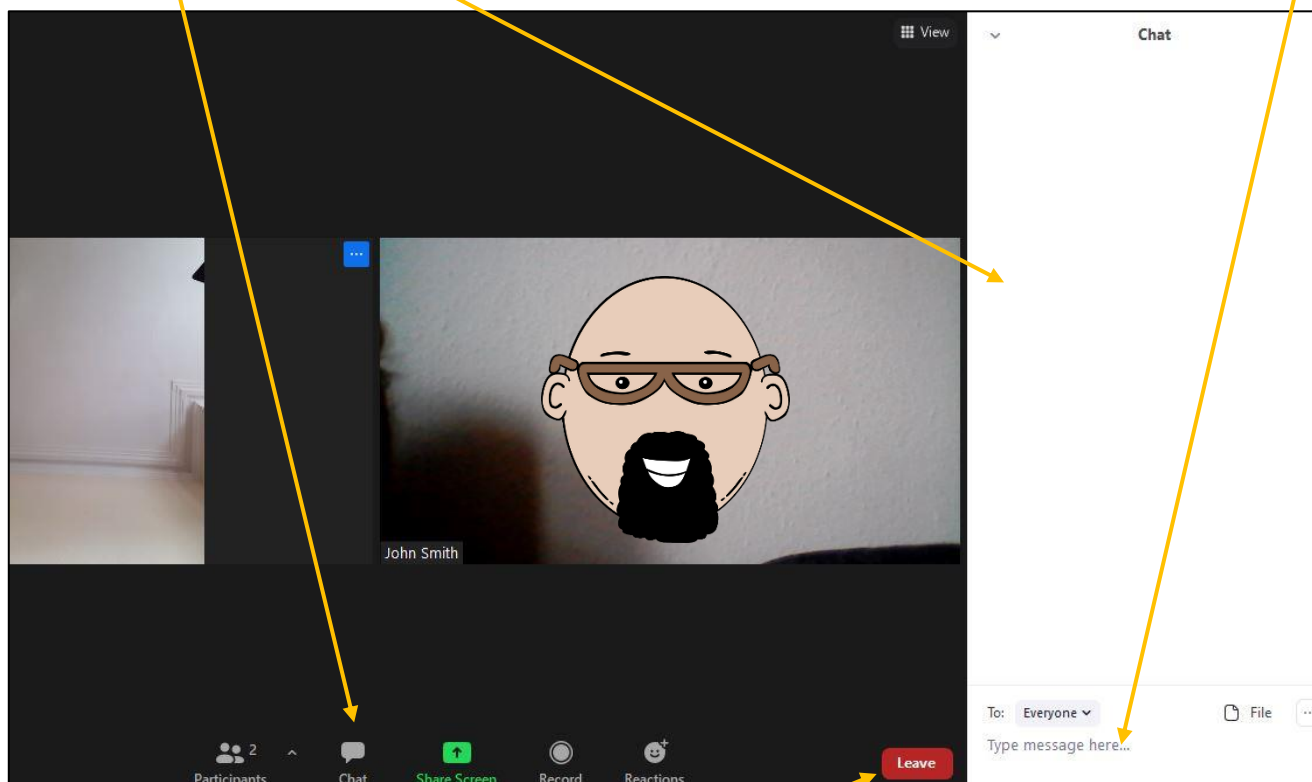 View
Chat
John Smith
To: Everyone
File
Type message here...
2
Participants
Chat
Share Screen
Record
Reactions
Leave